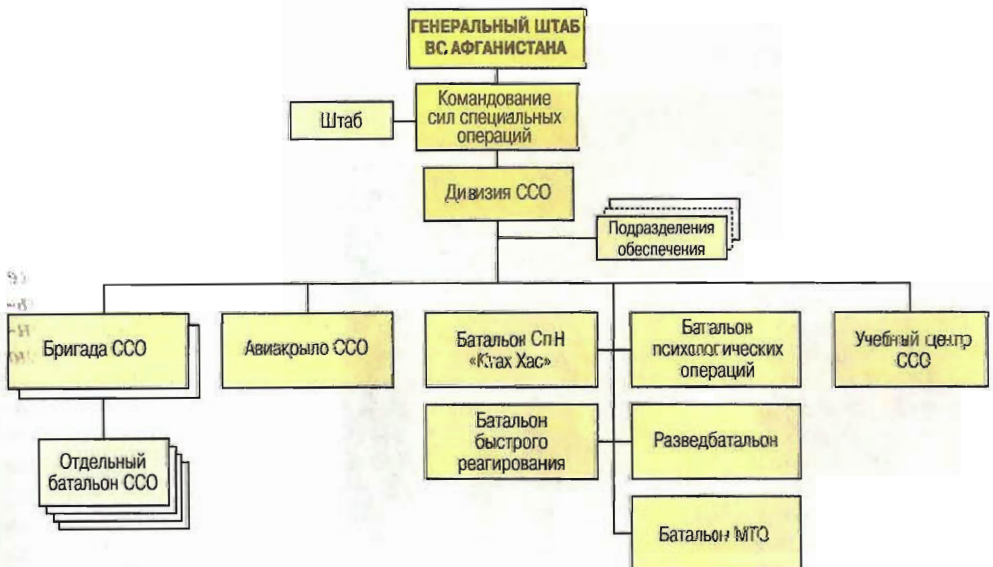 ГЕНЕРАЛЬНЫЙ ШТАБ
ВС АФГАНИСТАНА
Штаб
Командование
сил специальных
операций
Дивизия ССО
Подразделения
обеспечения
Бригада ССО
Авиакрыло ССО
Батальон СпН
«Ктах Хас»
Батальон
психологических
операций
Учебный центр
ССО
Батальон
быстрого
реагирования
Разведбатальон
Отдельный
батальон ССО
Батальон МТО